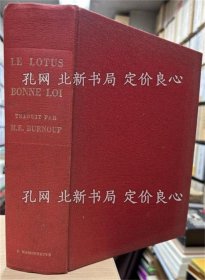 LE LOTUS
BONNE LOI
TRADUIT PAR
M.E. BURNOUF
孔网 北新书局 定价良心
孔网 北新书局 定价良心